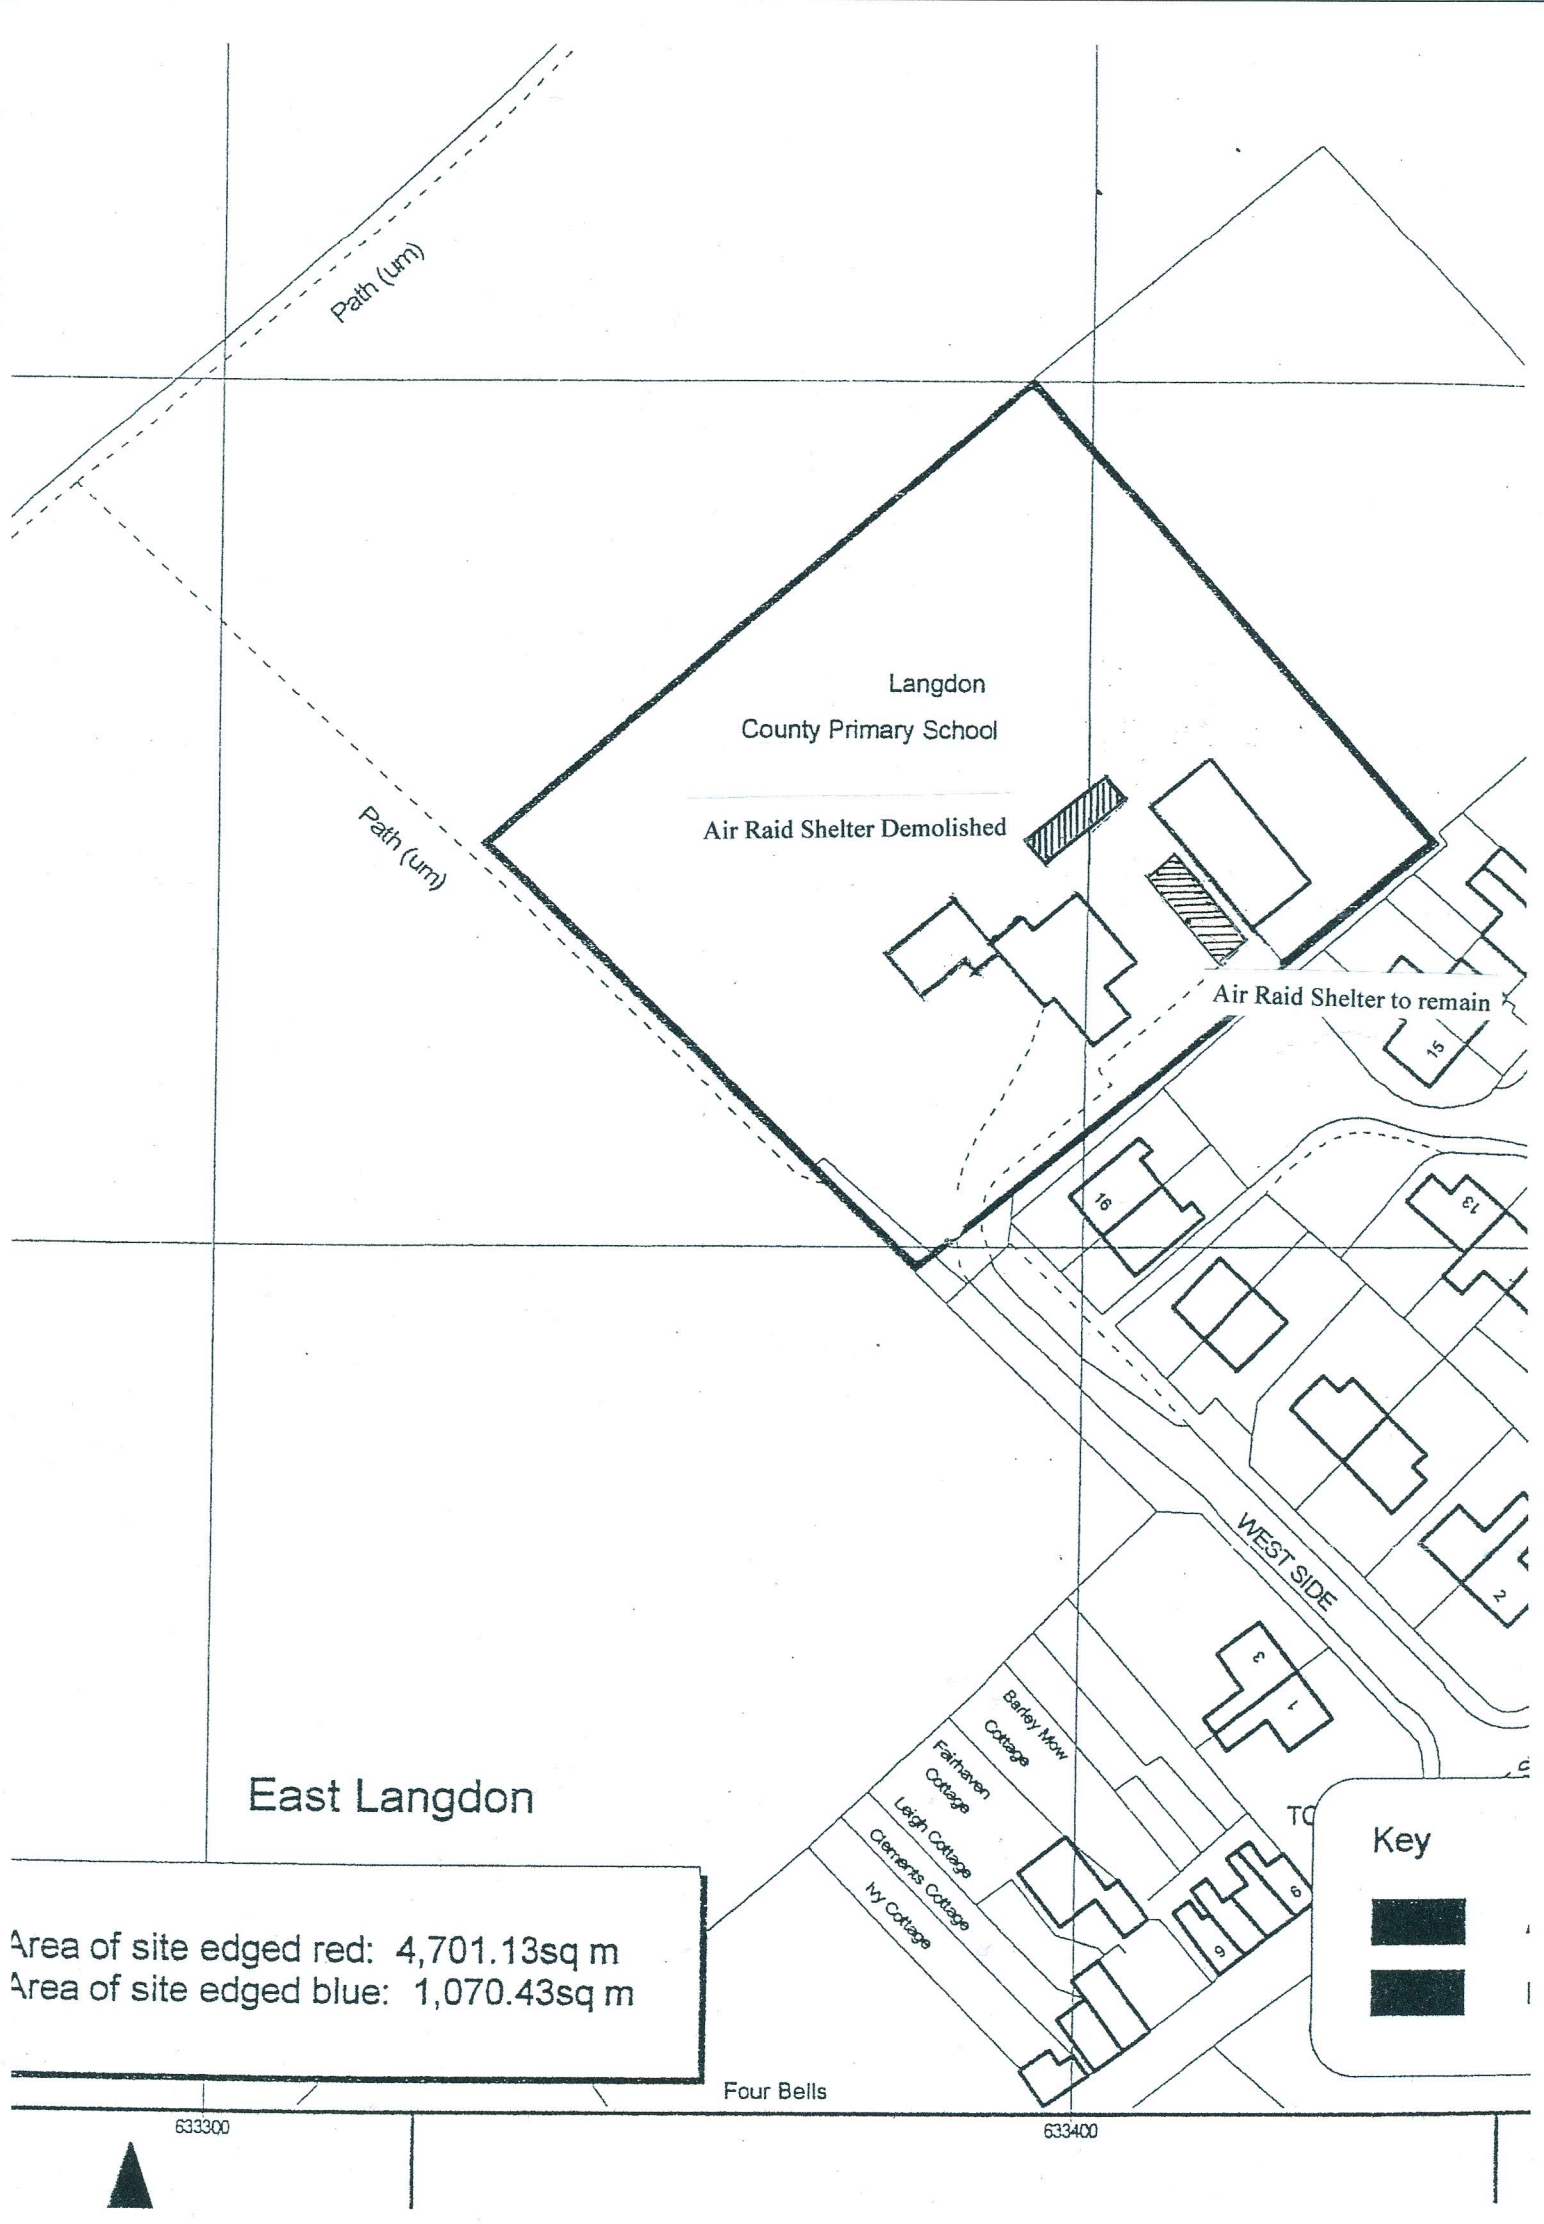 Path (um)
Langdon
County Primary School
Air Raid Shelter Demolished
Path (um)
Air Raid Shelter to remain
15
16
13
WEST SIDE
2
3
1
Barley Mow
Cottage
Fairhaven
Cottage
Leigh Cottage
Clements Cottage
Ivy Cottage
East Langdon
Key
9
6
Area of site edged red: 4,701.13sq m
Area of site edged blue: 1,070.43sq m
Four Bells
633300
633400